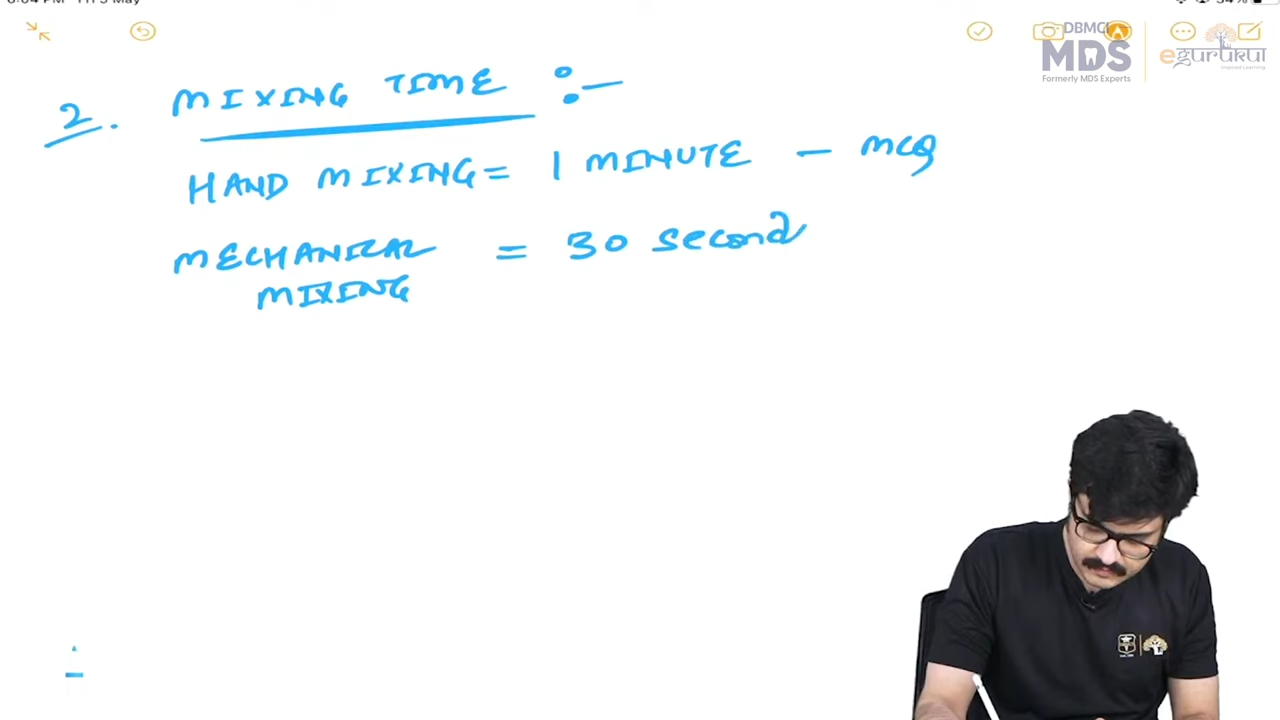 DBMCI
MDS
Formerly MDS Experts
egurukul
2. MIXING TIME :-
HAND MIXING = 1 MINUTE - MCQ
MECHANICAL = 30 second
MIXING